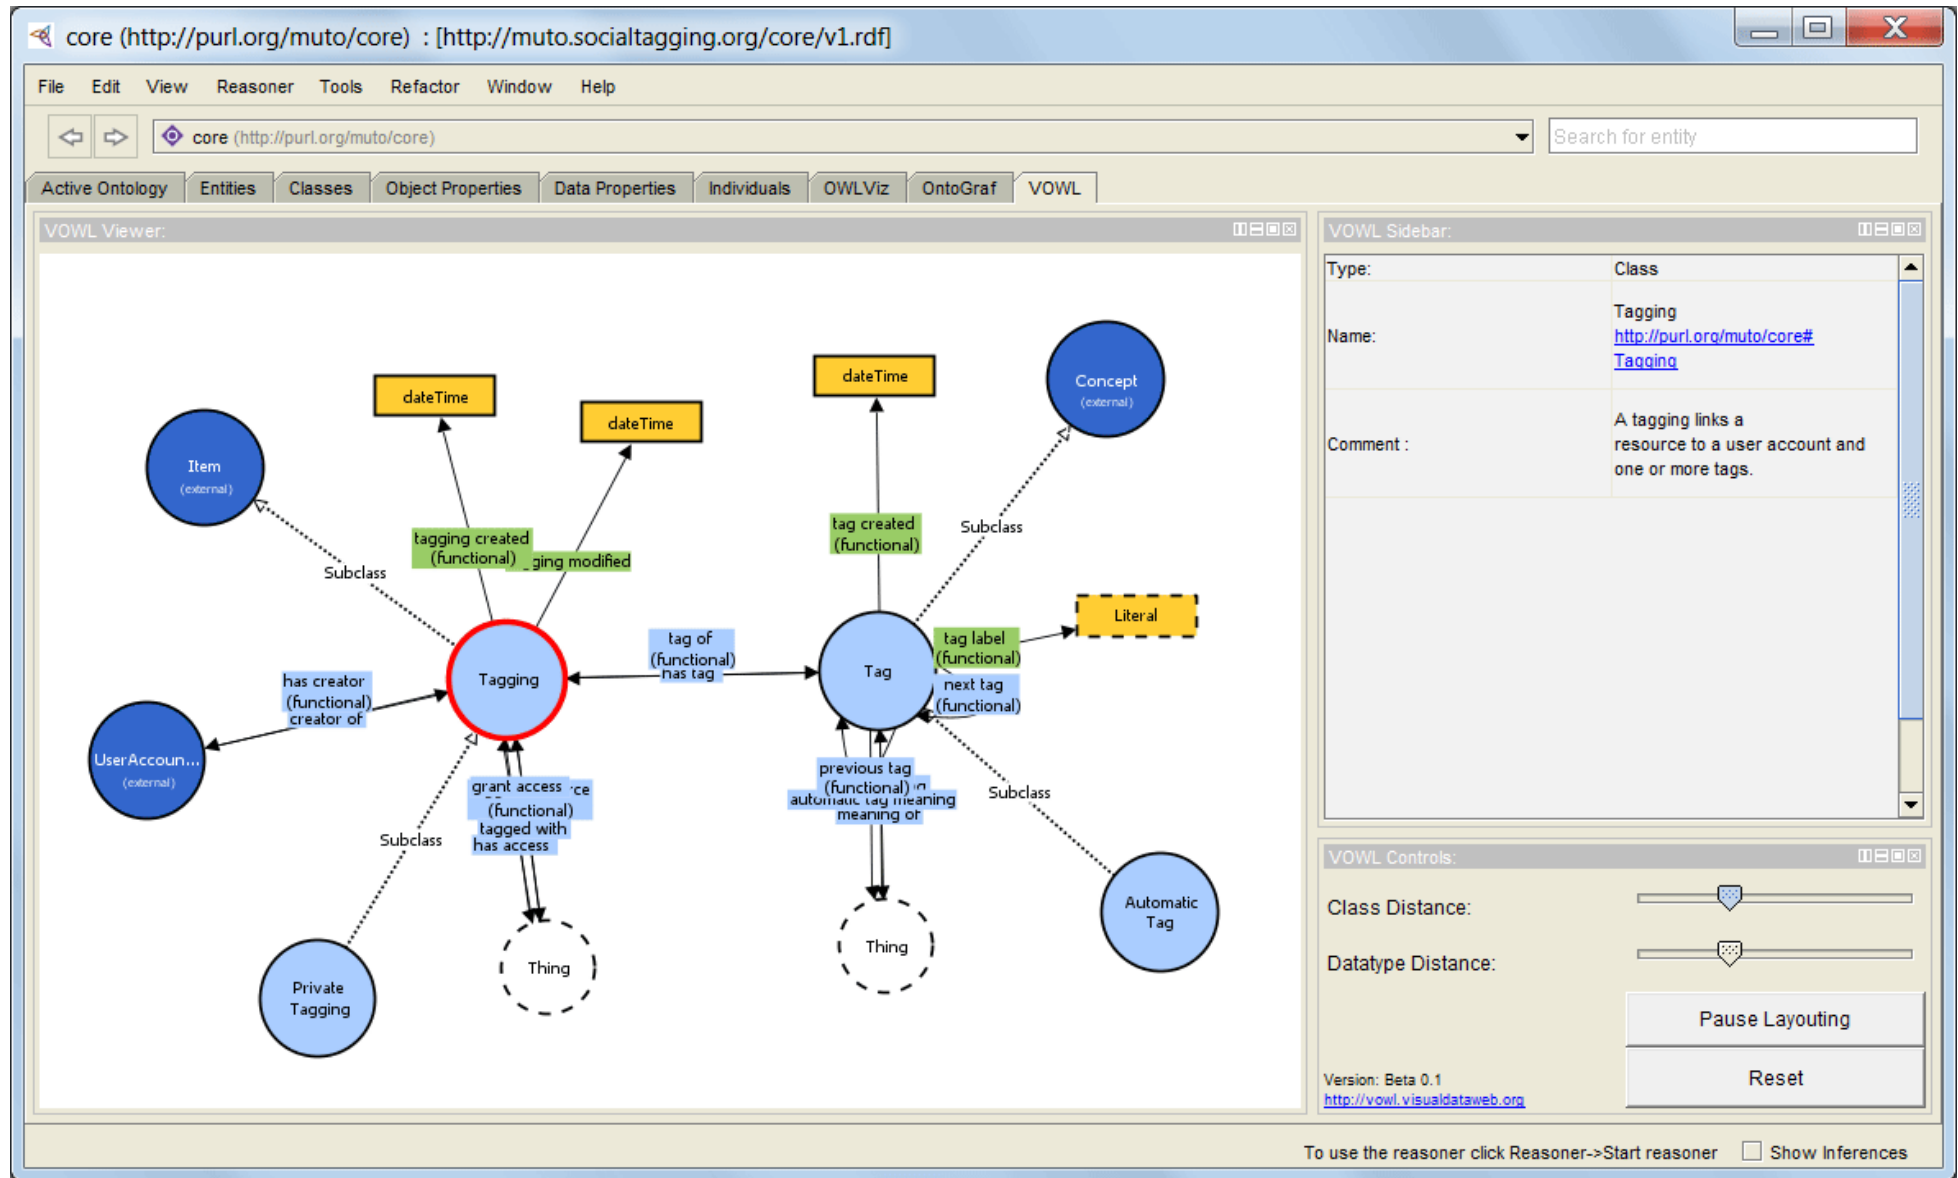 core (http://purl.org/muto/core)  : [http://muto.socialtagging.org/core/v1.rdf]
File Edit View Reasoner Tools Refactor Window Help
core (http://purl.org/muto/core)
Search for entity
Active Ontology Entities Classes Object Properties Data Properties Individuals OWLViz OntoGraf VOWL
VOWL Viewer:
dateTime
dateTime
dateTime
Concept
(external)
Item
(external)
tagging created
(functional)
ging modified
tag created
(functional)
Subclass
Subclass
Literal
tag of
(functional)
has tag
tag label
(functional)
Tagging
Tag
next tag
(functional)
has creator
(functional)
creator of
UserAccoun...
(external)
grant access
(functional)
tagged with
has access
previous tag
(functional)
automatic tag meaning
meaning of
Subclass
Subclass
Automatic
Tag
Thing
Thing
Private
Tagging
VOWL Sidebar:
Type: Class
Name: Tagging
http://purl.org/muto/core#
Tagging
Comment : A tagging links a
resource to a user account and
one or more tags.
VOWL Controls:
Class Distance:
Datatype Distance:
Pause Layouting
Reset
Version: Beta 0.1
http://vowl.visualdataweb.org
To use the reasoner click Reasoner->Start reasoner Show Inferences